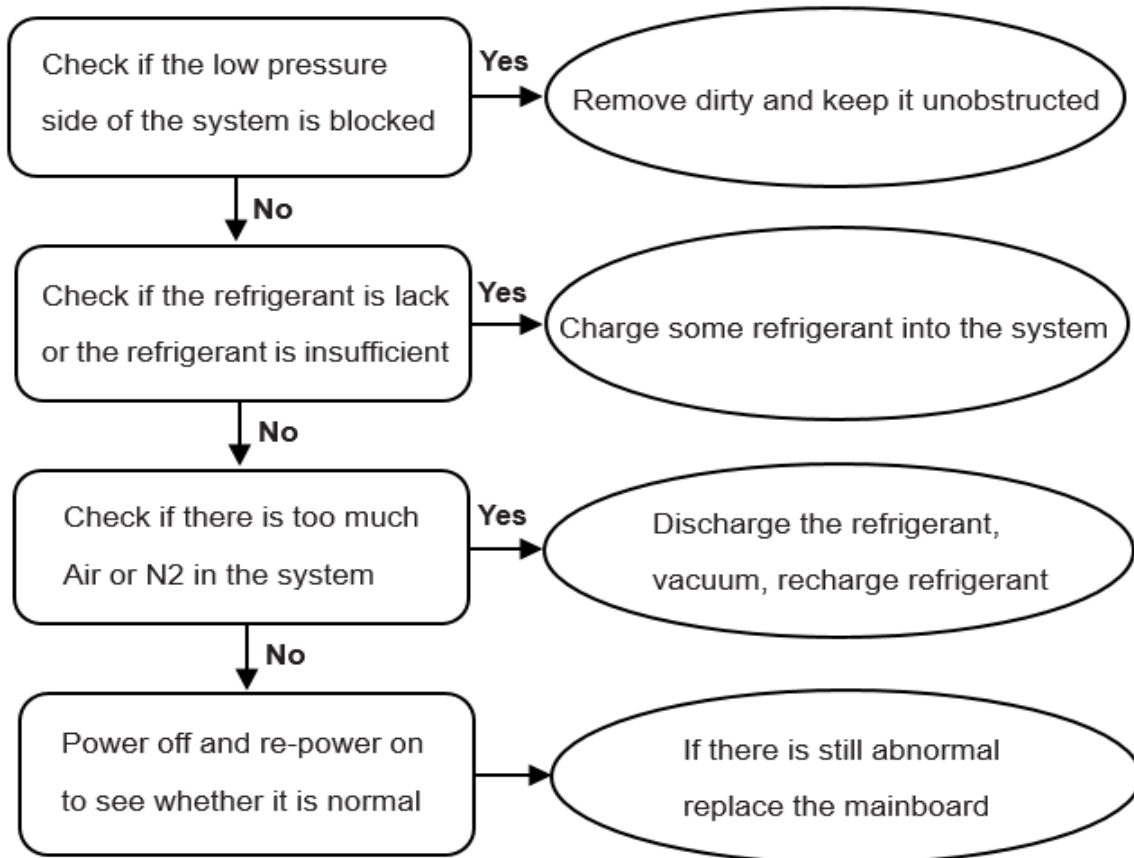 Check if the low pressure
side of the system is blocked
Yes
Remove dirty and keep it unobstructed
No
Check if the refrigerant is lack
or the refrigerant is insufficient
Yes
Charge some refrigerant into the system
No
Check if there is too much
Air or N2 in the system
Yes
Discharge the refrigerant,
vacuum, recharge refrigerant
No
Power off and re-power on
to see whether it is normal
If there is still abnormal
replace the mainboard